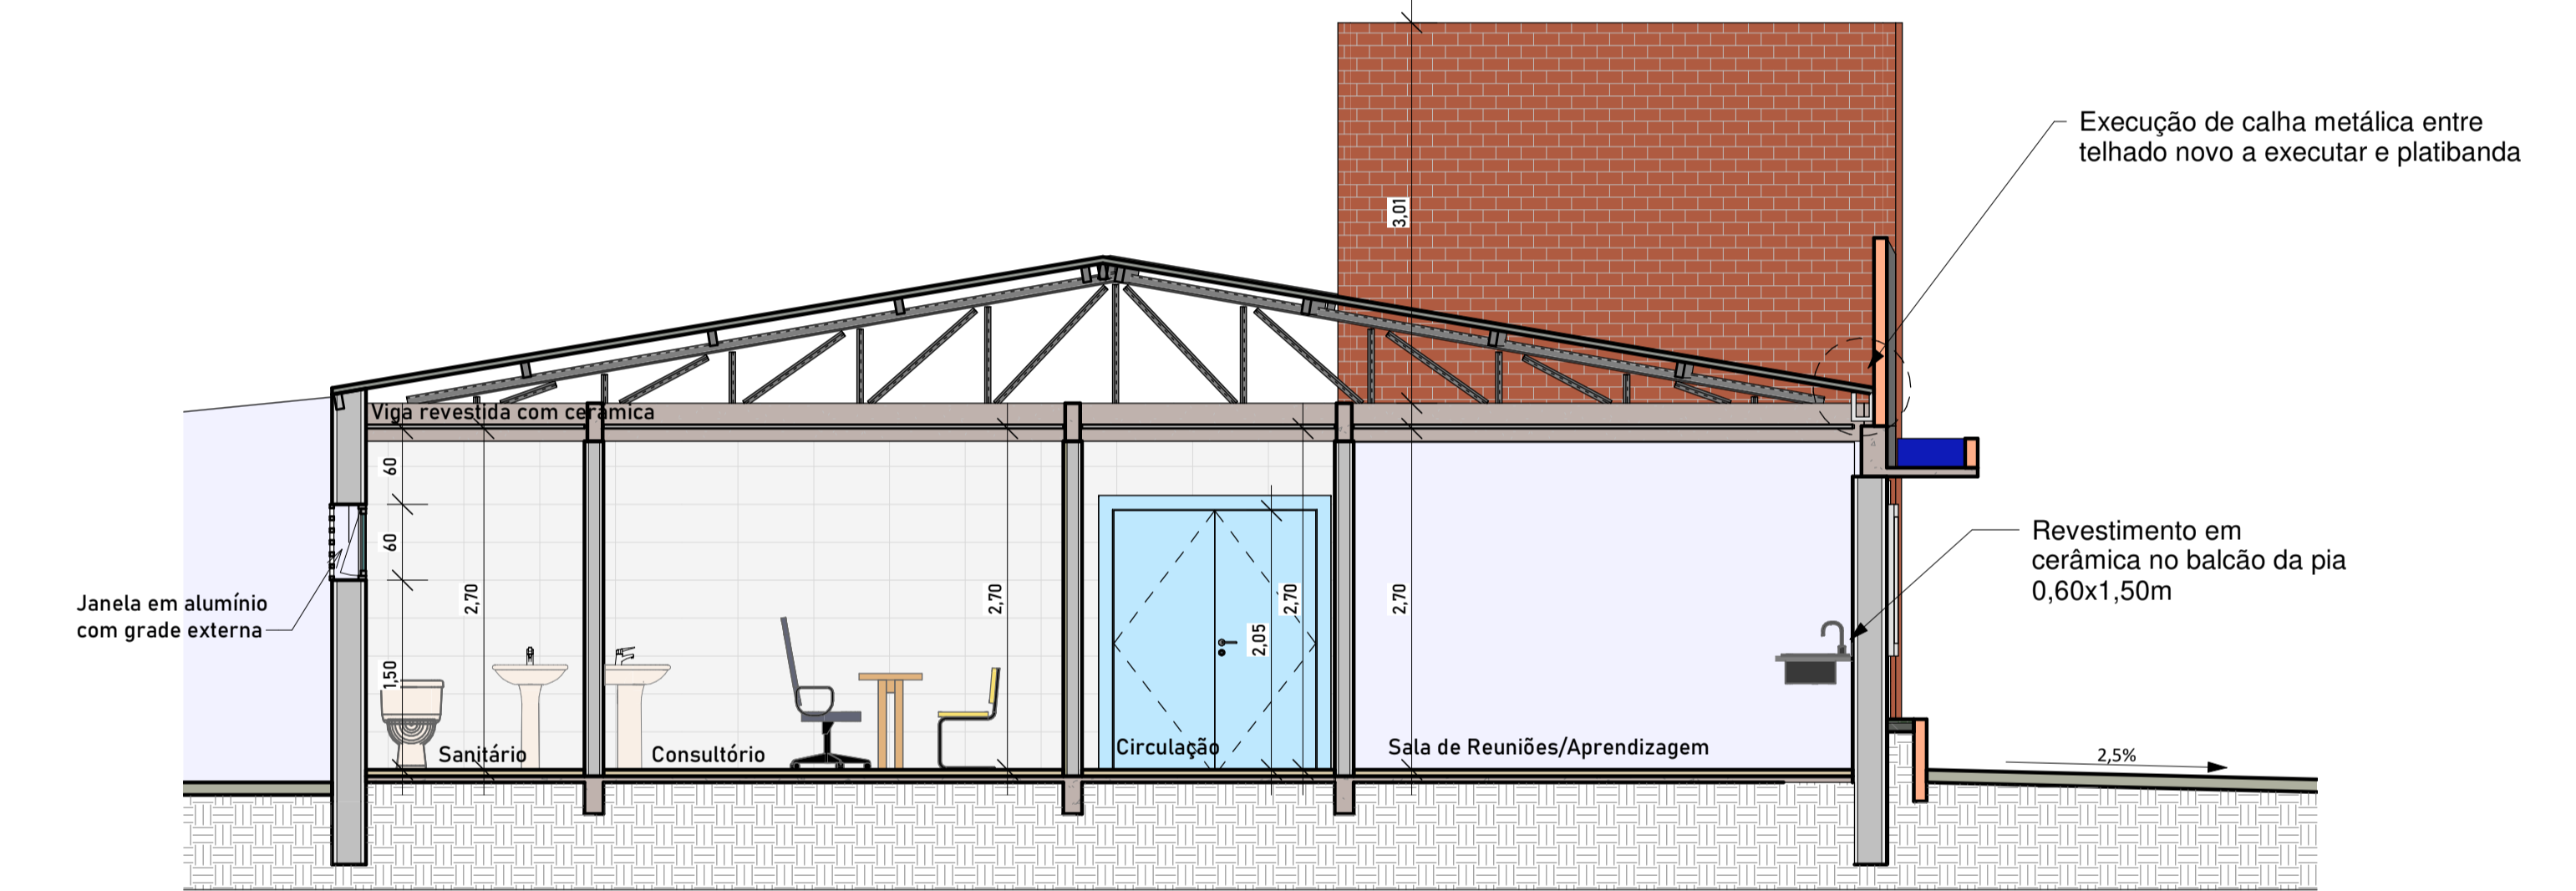 Execução de calha metálica entre
telhado novo a executar e platibanda
3,01
Viga revestida com cerâmica
60
60
1,50
2,70
2,70
2,70
2,05
2,70
Janela em alumínio
com grade externa
Revestimento em
cerâmica no balcão da pia
0,60x1,50m
Sanitário
Consultório
Circulação
Sala de Reuniões/Aprendizagem
2,5%